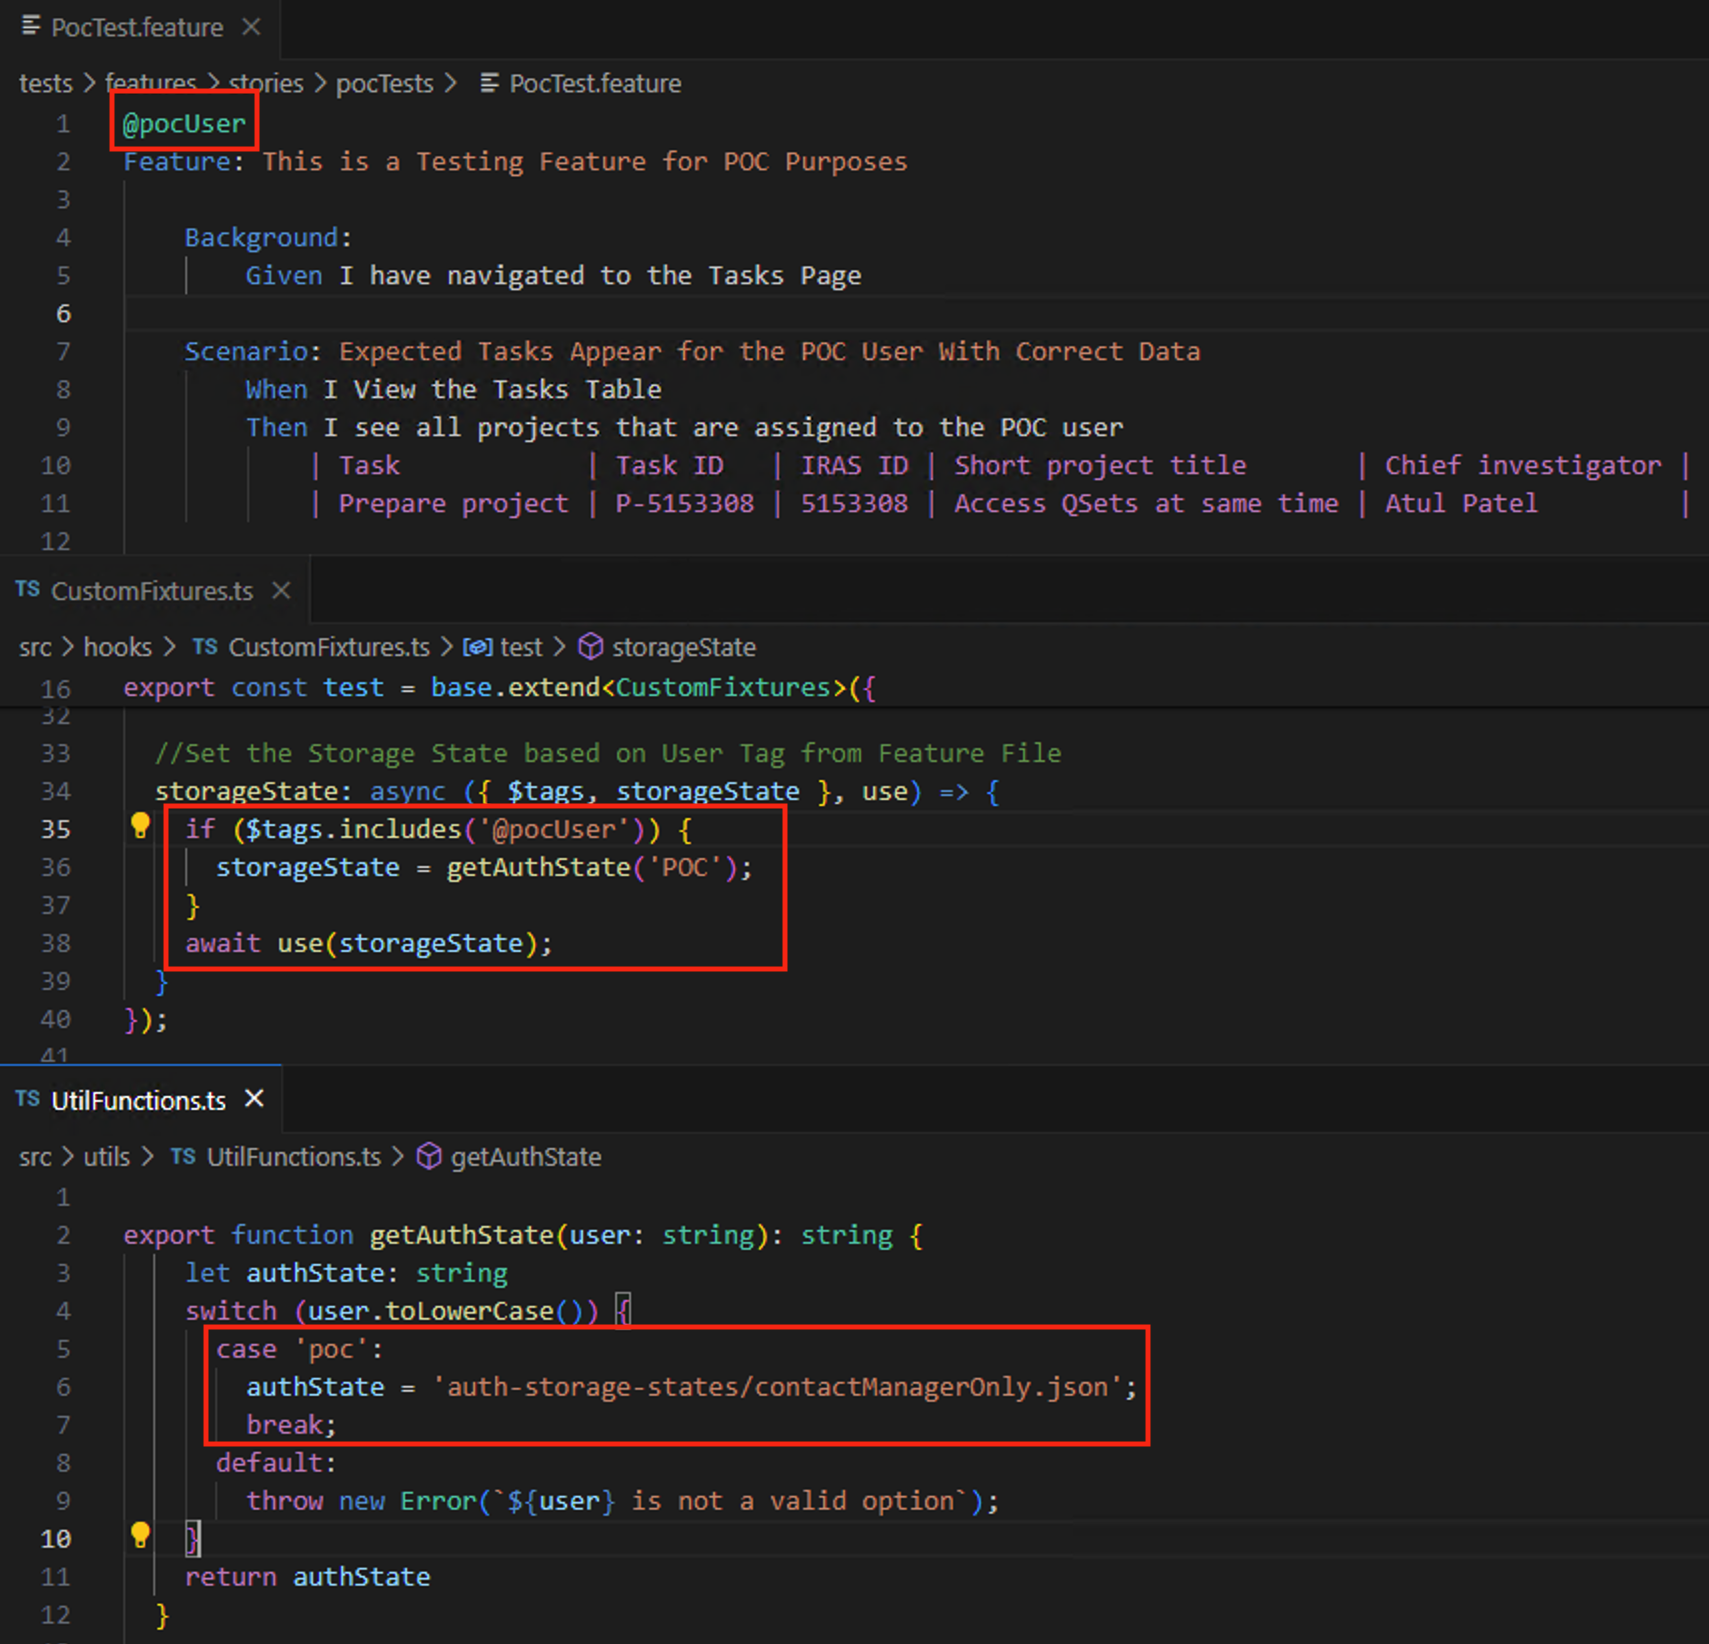 PocTest.feature
tests > features > stories > pocTests > PocTest.feature
1 @pocUser
2 Feature: This is a Testing Feature for POC Purposes
3
4 Background:
5 Given I have navigated to the Tasks Page
6
7 Scenario: Expected Tasks Appear for the POC User With Correct Data
8 When I View the Tasks Table
9 Then I see all projects that are assigned to the POC user
10 | Task | Task ID | IRAS ID | Short project title | Chief investigator |
11 | Prepare project | P-5153308 | 5153308 | Access QSets at same time | Atul Patel |
12
TS CustomFixtures.ts
src > hooks > TS CustomFixtures.ts > test > storageState
16 export const test = base.extend<CustomFixtures>({
32
33 //Set the Storage State based on User Tag from Feature File
34 storageState: async ({ $tags, storageState }, use) => {
35 if ($tags.includes('@pocUser')) {
36 storageState = getAuthState('POC');
37 }
38 await use(storageState);
39 }
40 });
41
TS UtilFunctions.ts
src > utils > TS UtilFunctions.ts > getAuthState
1
2 export function getAuthState(user: string): string {
3 let authState: string
4 switch (user.toLowerCase()) {
5 case 'poc':
6 authState = 'auth-storage-states/contactManagerOnly.json';
7 break;
8 default:
9 throw new Error(`${user} is not a valid option`);
10 }
11 return authState
12 }